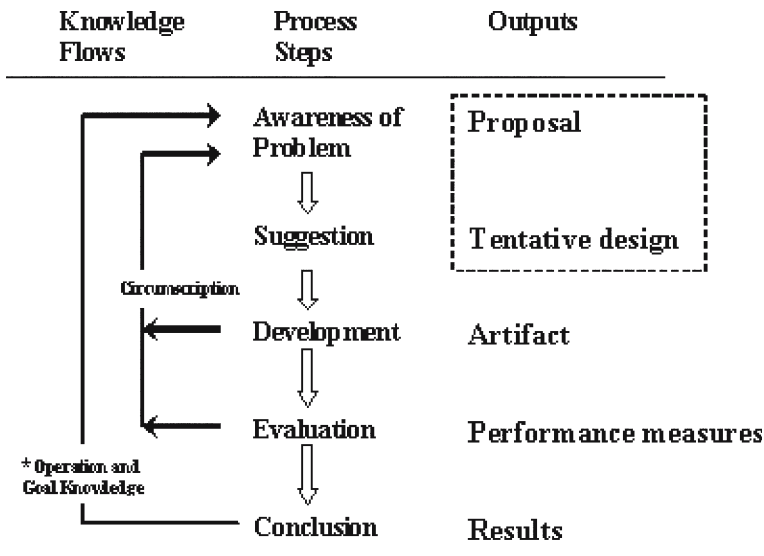 Knowledge Flows
Process Steps
Outputs
Awareness of Problem
Proposal
Suggestion
Tentative design
Circumscription
Development
Artifact
Evaluation
Performance measures
* Operation and
Goal Knowledge
Conclusion
Results